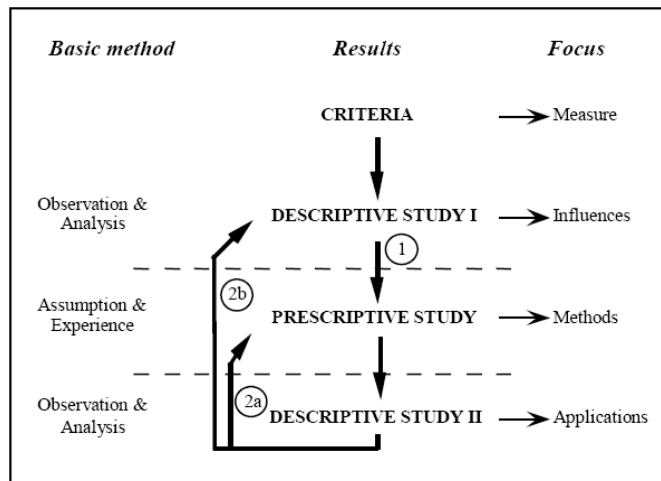 Basic method Results Focus
CRITERIA Measure
Observation &
Analysis
DESCRIPTIVE STUDY I Influences
1
2b
Assumption &
Experience
PRESCRIPTIVE STUDY Methods
2a
Observation &
Analysis
DESCRIPTIVE STUDY II Applications